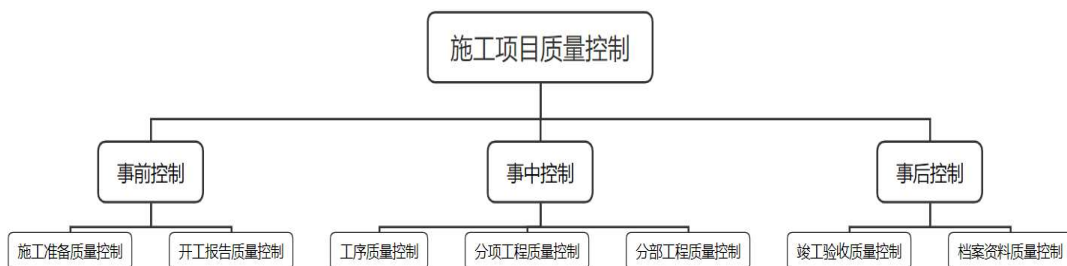 施工项目质量控制
事前控制
事中控制
事后控制
施工准备质量控制
开工报告质量控制
工序质量控制
分项工程质量控制
分部工程质量控制
竣工验收质量控制
档案资料质量控制